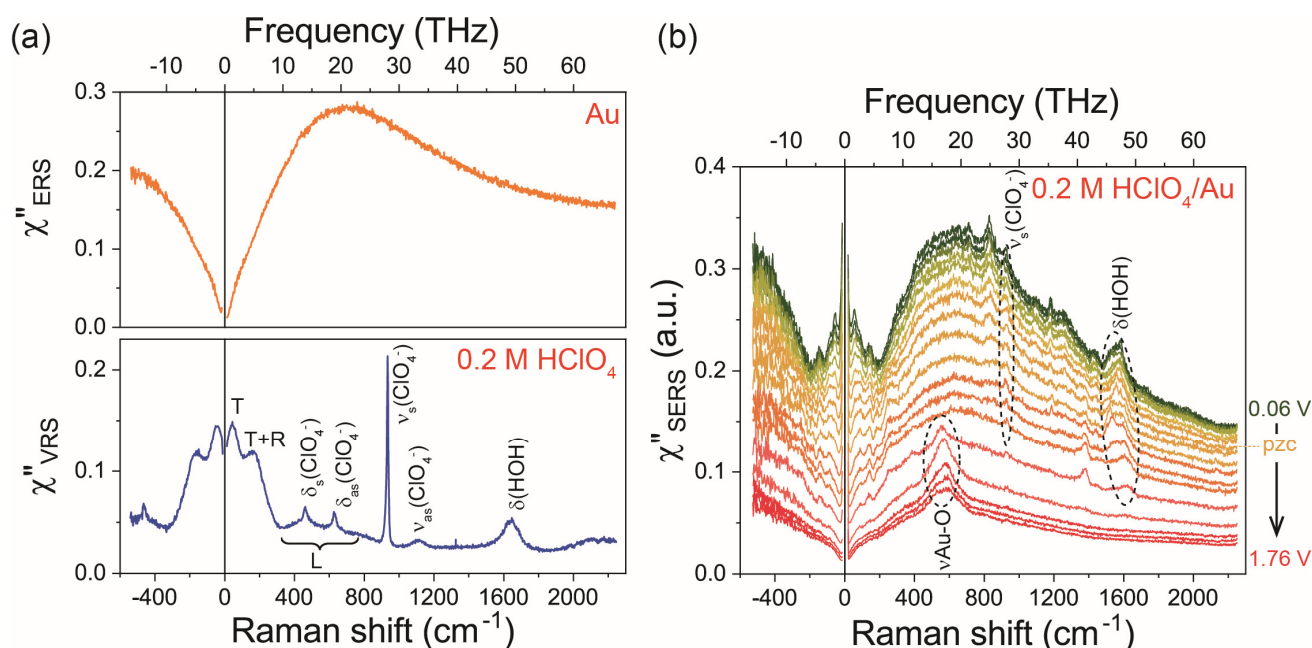 (a)
Frequency (THz)
-10 0 10 20 30 40 50 60
0.3
0.2
0.1
0.0
χ''ERS
Au
0.2
0.1
0.0
χ''VRS
0.2 M HClO4
T
T+R
δs(ClO4-)
δas(ClO4-)
L
νs(ClO4-)
νas(ClO4-)
δ(HOH)
-400 0 400 800 1200 1600 2000
Raman shift (cm-1)
(b)
Frequency (THz)
-10 0 10 20 30 40 50 60
0.4
0.3
0.2
0.1
0.0
χ''SERS (a.u.)
0.2 M HClO4/Au
νs(ClO4-)
δ(HOH)
νAu-O
0.06 V
pzc
1.76 V
-400 0 400 800 1200 1600 2000
Raman shift (cm-1)